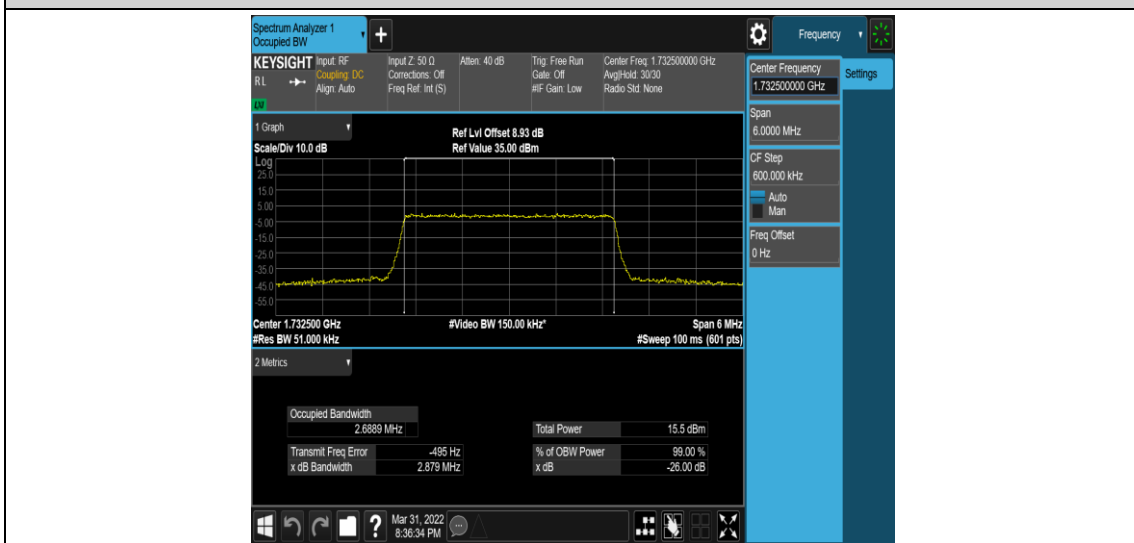 Spectrum Analyzer 1
Occupied BW
+
Frequency
KEYSIGHT
RL
LXI
Input: RF
Coupling: DC
Align: Auto
Input Z: 50 Ω
Corrections: Off
Freq Ref: Int (S)
Atten: 40 dB
Trig: Free Run
Gate: Off
#IF Gain: Low
Center Freq: 1.732500000 GHz
Avg|Hold: 30/30
Radio Std: None
Center Frequency
1.732500000 GHz
Settings
Span
6.0000 MHz
CF Step
600.000 kHz
Auto
Man
Freq Offset
0 Hz
1 Graph
Scale/Div 10.0 dB
Ref Lvl Offset 8.93 dB
Ref Value 35.00 dBm
Log
25.0
15.0
5.00
-5.00
-15.0
-25.0
-35.0
-45.0
-55.0
Center 1.732500 GHz
#Video BW 150.00 kHz*
Span 6 MHz
#Res BW 51.000 kHz
#Sweep 100 ms (601 pts)
2 Metrics
Occupied Bandwidth
2.6889 MHz
Total Power 15.5 dBm
Transmit Freq Error -495 Hz
% of OBW Power 99.00 %
x dB Bandwidth 2.879 MHz
x dB -26.00 dB
?
Mar 31, 2022
8:36:34 PM